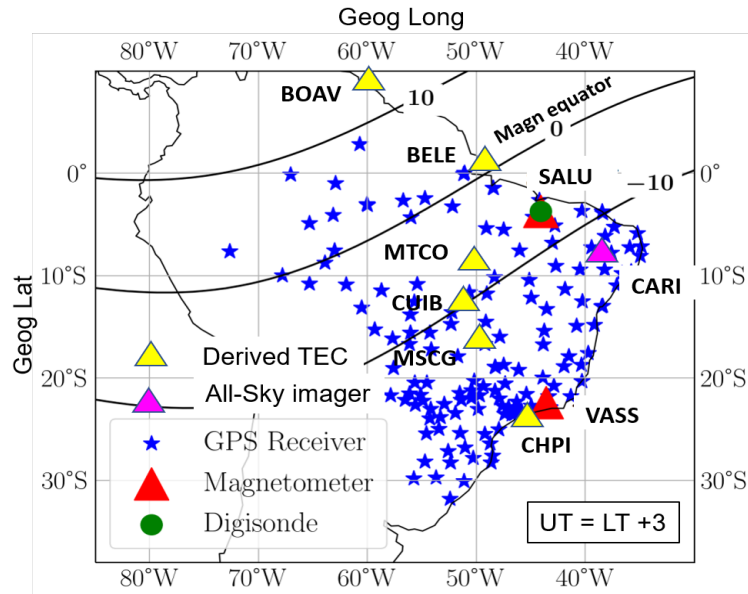 Geog Long
80°W 70°W 60°W 50°W 40°W
BOAV
10
Magn equator
0
BELE
SALU
0°
0°
−10
MTCO
10°S
10°S
CARI
CUIB
MSCG
Geog Lat
Derived TEC
20°S
20°S
All-Sky imager
VASS
GPS Receiver
CHPI
Magnetometer
30°S
30°S
Digisonde
UT = LT +3
80°W 70°W 60°W 50°W 40°W